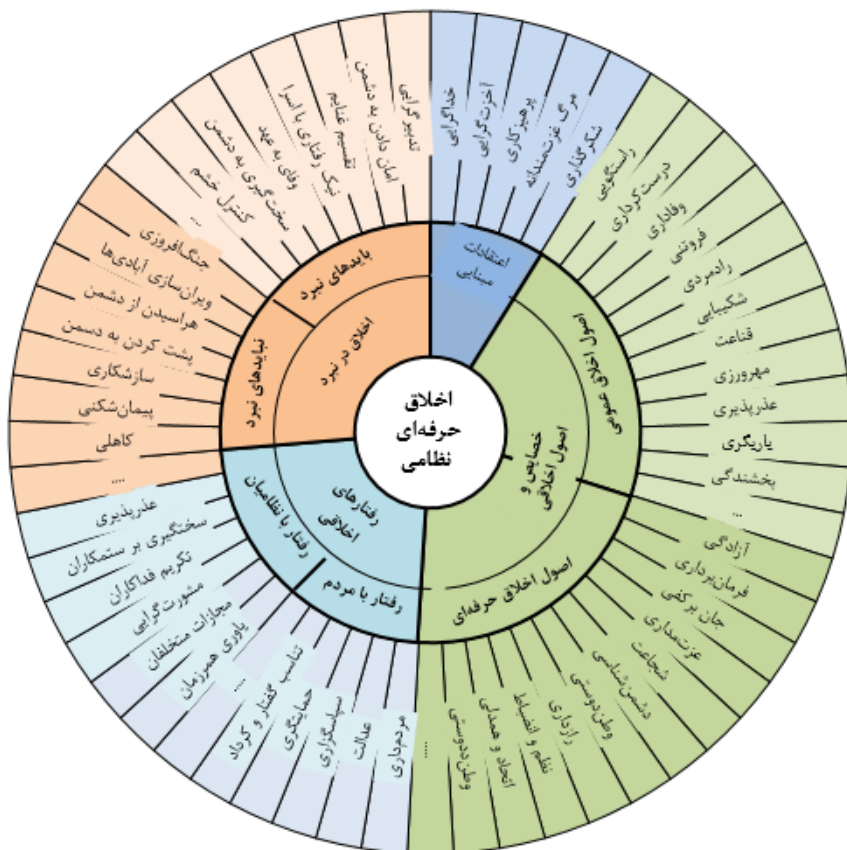 اخلاق
حرفه‌ای
نظامی
اعتقادات
مبنایی
خداگرایی
آخرت‌گرایی
پرهیزکاری
مرگ عزت‌مندانه
شکرگذاری
خصایص و
اصول اخلاقی
اصول اخلاق عمومی
راستگویی
درست‌کرداری
وفاداری
فروتنی
رادمردی
شکیبایی
قناعت
مهرورزی
عذرپذیری
یاریگری
بخشندگی
...
اصول اخلاق حرفه‌ای
آزادگی
فرمان‌برداری
جان برکفی
عزت‌مداری
شجاعت
دشمن‌شناسی
وطن‌دوستی
رازداری
نظم و انضباط
اتحاد و همدلی
وطن‌ددوستی
....
رفتارهای
اخلاقی
رفتار با مردم
مردم‌داری
عدالت
سپاسگزاری
حمایتگری
تناسب گفتار و کرداد
....
رفتار با نظامیان
یاوری همرزمان
مجازات متخلفان
مشورت‌گرایی
تکریم فداکاران
سختگیری بر ستمکاران
عذرپذیری
اخلاق در نبرد
نبایدهای نبرد
....
کاهلی
پیمان‌شکنی
سازشکاری
پشت کردن به دسمن
هراسیدن از دشمن
ویران‌سازی آبادی‌ها
جنگ‌افروزی
بایدهای نبرد
....
کنترل خشم
سخت‌گیری به دشمن
وفای به عهد
نیک رفتاری با اسرا
تقسیم غنایم
امان دادن به دشمن
تدبیرگرایی